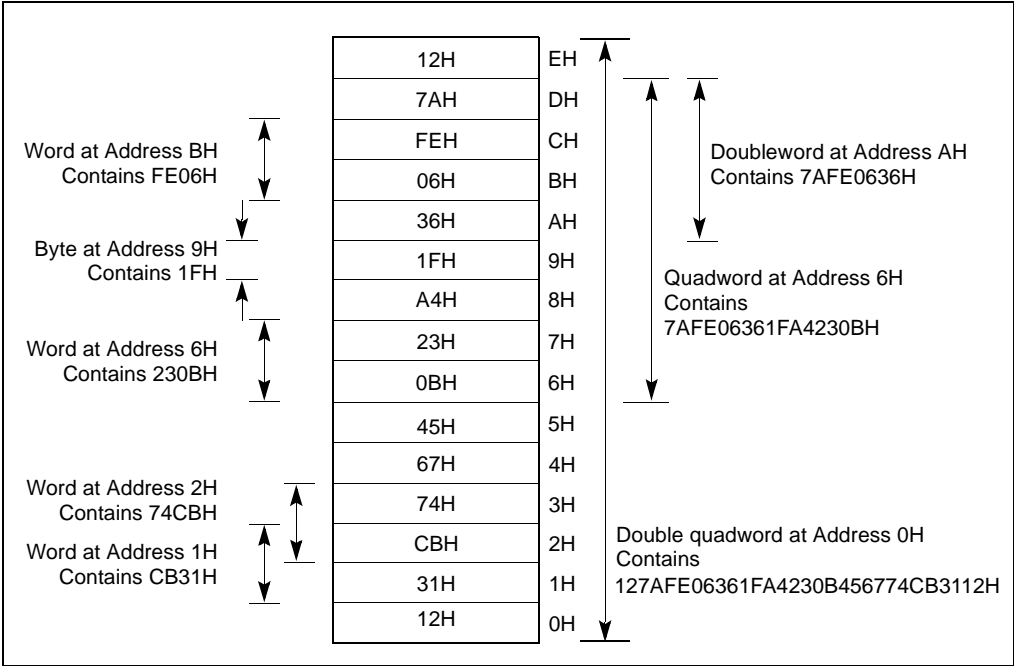 12H EH
7AH DH
FEH CH
06H BH
36H AH
1FH 9H
A4H 8H
23H 7H
0BH 6H
45H 5H
67H 4H
74H 3H
CBH 2H
31H 1H
12H 0H
Word at Address BH
Contains FE06H
Byte at Address 9H
Contains 1FH
Word at Address 6H
Contains 230BH
Word at Address 2H
Contains 74CBH
Word at Address 1H
Contains CB31H
Doubleword at Address AH
Contains 7AFE0636H
Quadword at Address 6H
Contains
7AFE06361FA4230BH
Double quadword at Address 0H
Contains
127AFE06361FA4230B456774CB3112H